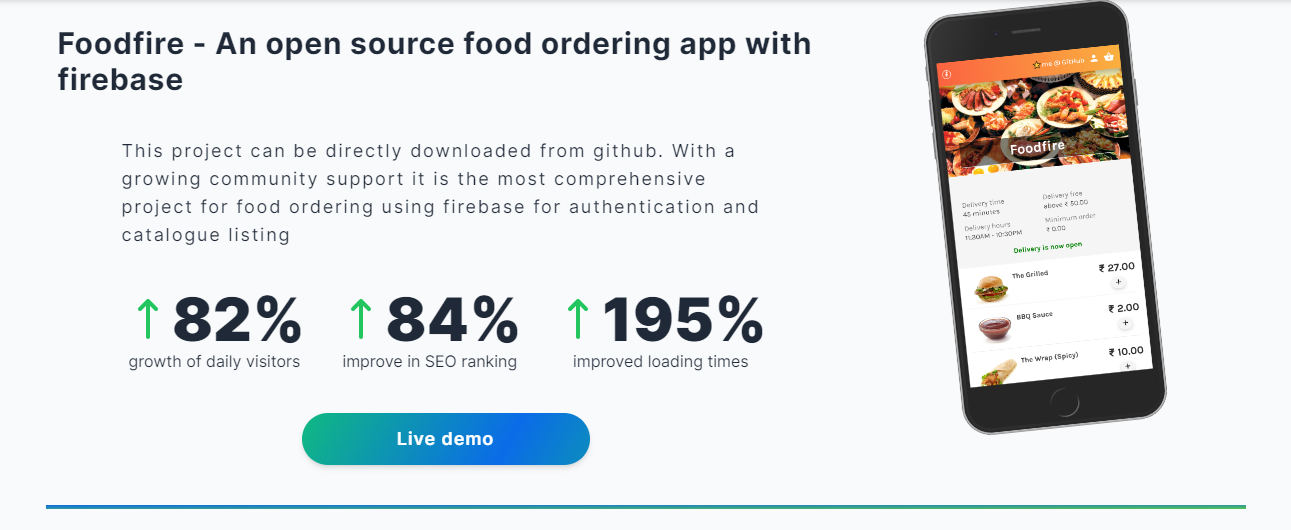 Foodfire - An open source food ordering app with
firebase
This project can be directly downloaded from github. With a
growing community support it is the most comprehensive
project for food ordering using firebase for authentication and
catalogue listing
82%
growth of daily visitors
84%
improve in SEO ranking
195%
improved loading times
Live demo
me @ GitHub
Foodfire
Delivery time
45 minutes
Delivery free
above ₹ 50.00
Delivery hours
11:30AM - 10:30PM
Minimum order
₹ 0.00
Delivery is now open
The Grilled
₹ 27.00
+
BBQ Sauce
₹ 2.00
+
The Wrap (Spicy)
₹ 10.00
+